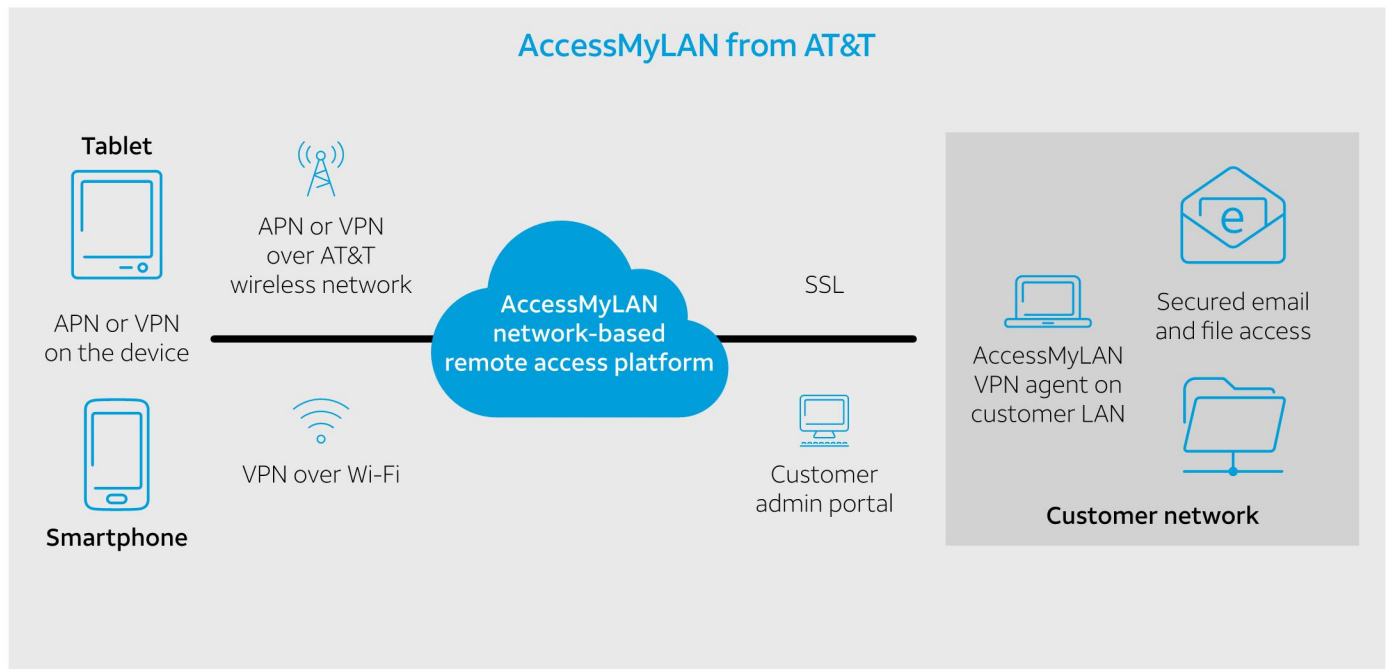 AccessMyLAN from AT&T
Tablet
APN or VPN
on the device
Smartphone
APN or VPN
over AT&T
wireless network
VPN over Wi-Fi
AccessMyLAN
network-based
remote access platform
SSL
Customer
admin portal
AccessMyLAN
VPN agent on
customer LAN
e
Secured email
and file access
Customer network